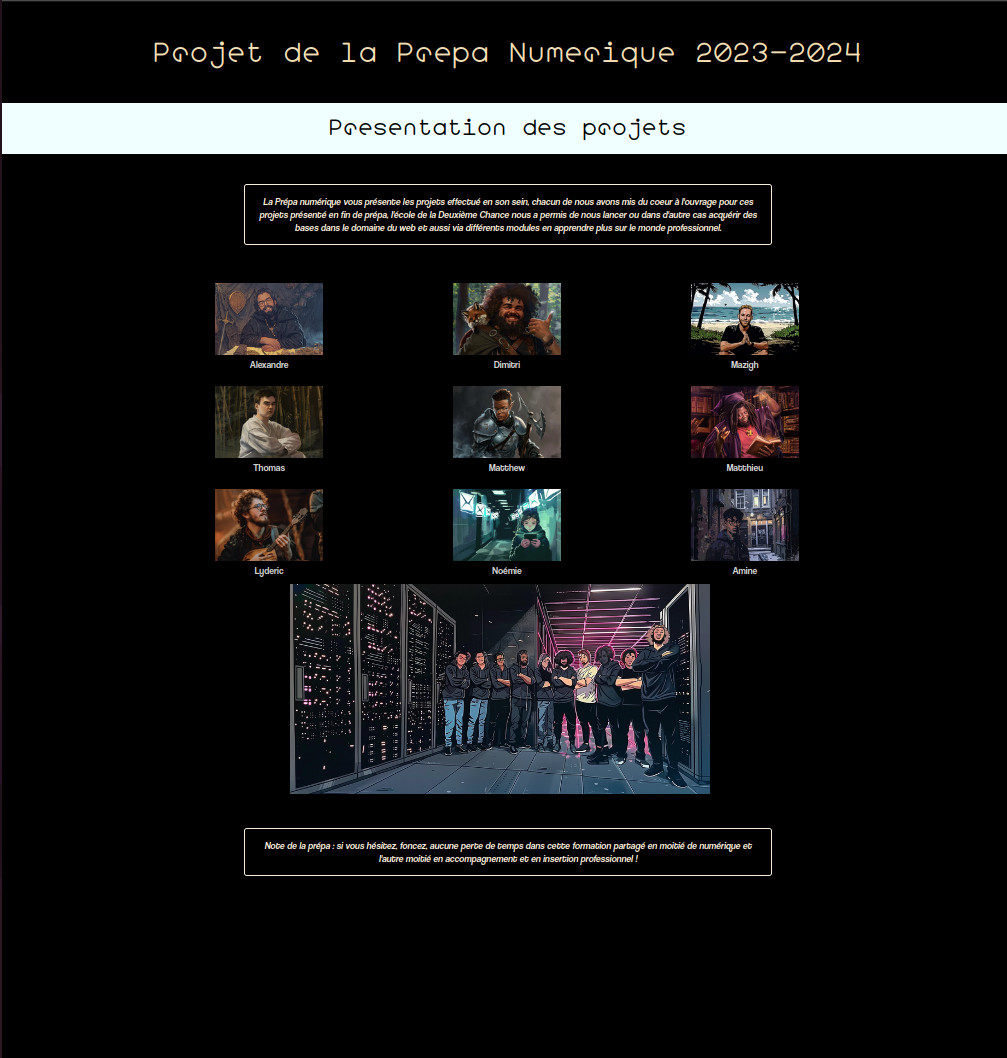 Projet de la Prepa Numerique 2023-2024
Presentation des projets
La Prépa numérique vous présente les projets effectué en son sein, chacun de nous avons mis du coeur à l'ouvrage pour ces
projets présenté en fin de prépa, l'école de la Deuxième Chance nous a permis de nous lancer ou dans d'autre cas acquérir des
bases dans le domaine du web et aussi via différents modules en apprendre plus sur le monde professionnel.
Alexandre
Dimitri
Mazigh
Thomas
Matthew
Matthieu
Lyderic
Noémie
Amine
Note de la prépa : si vous hésitez, foncez, aucune perte de temps dans cette formation partagé en moitié de numérique et
l'autre moitié en accompagnement et en insertion professionnel !